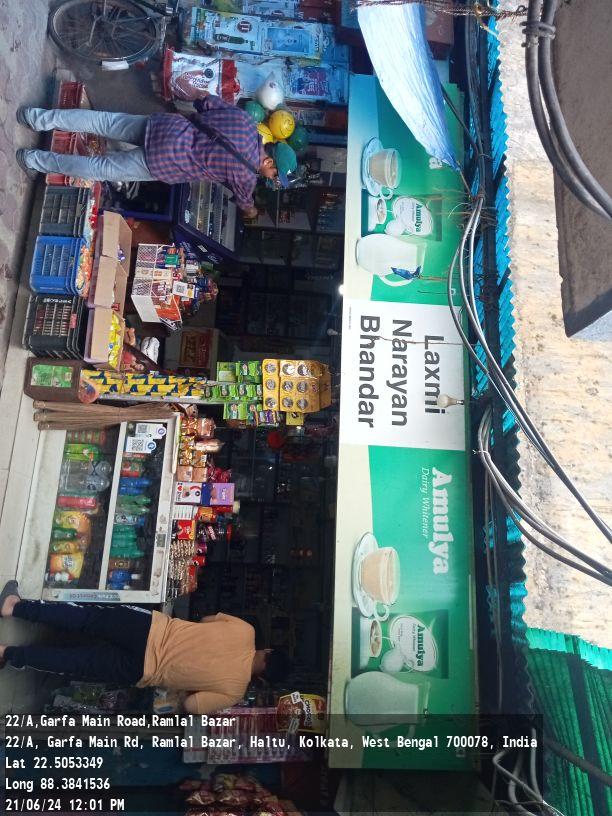 Laxmi
Narayan
Bhandar
Amulya
Dairy Whitener
Amulya
Amulya
22/A,Garfa Main Road,Ramlal Bazar
22/A, Garfa Main Rd, Ramlal Bazar, Haltu, Kolkata, West Bengal 700078, India
Lat 22.5053349
Long 88.3841536
21/06/24 12:01 PM